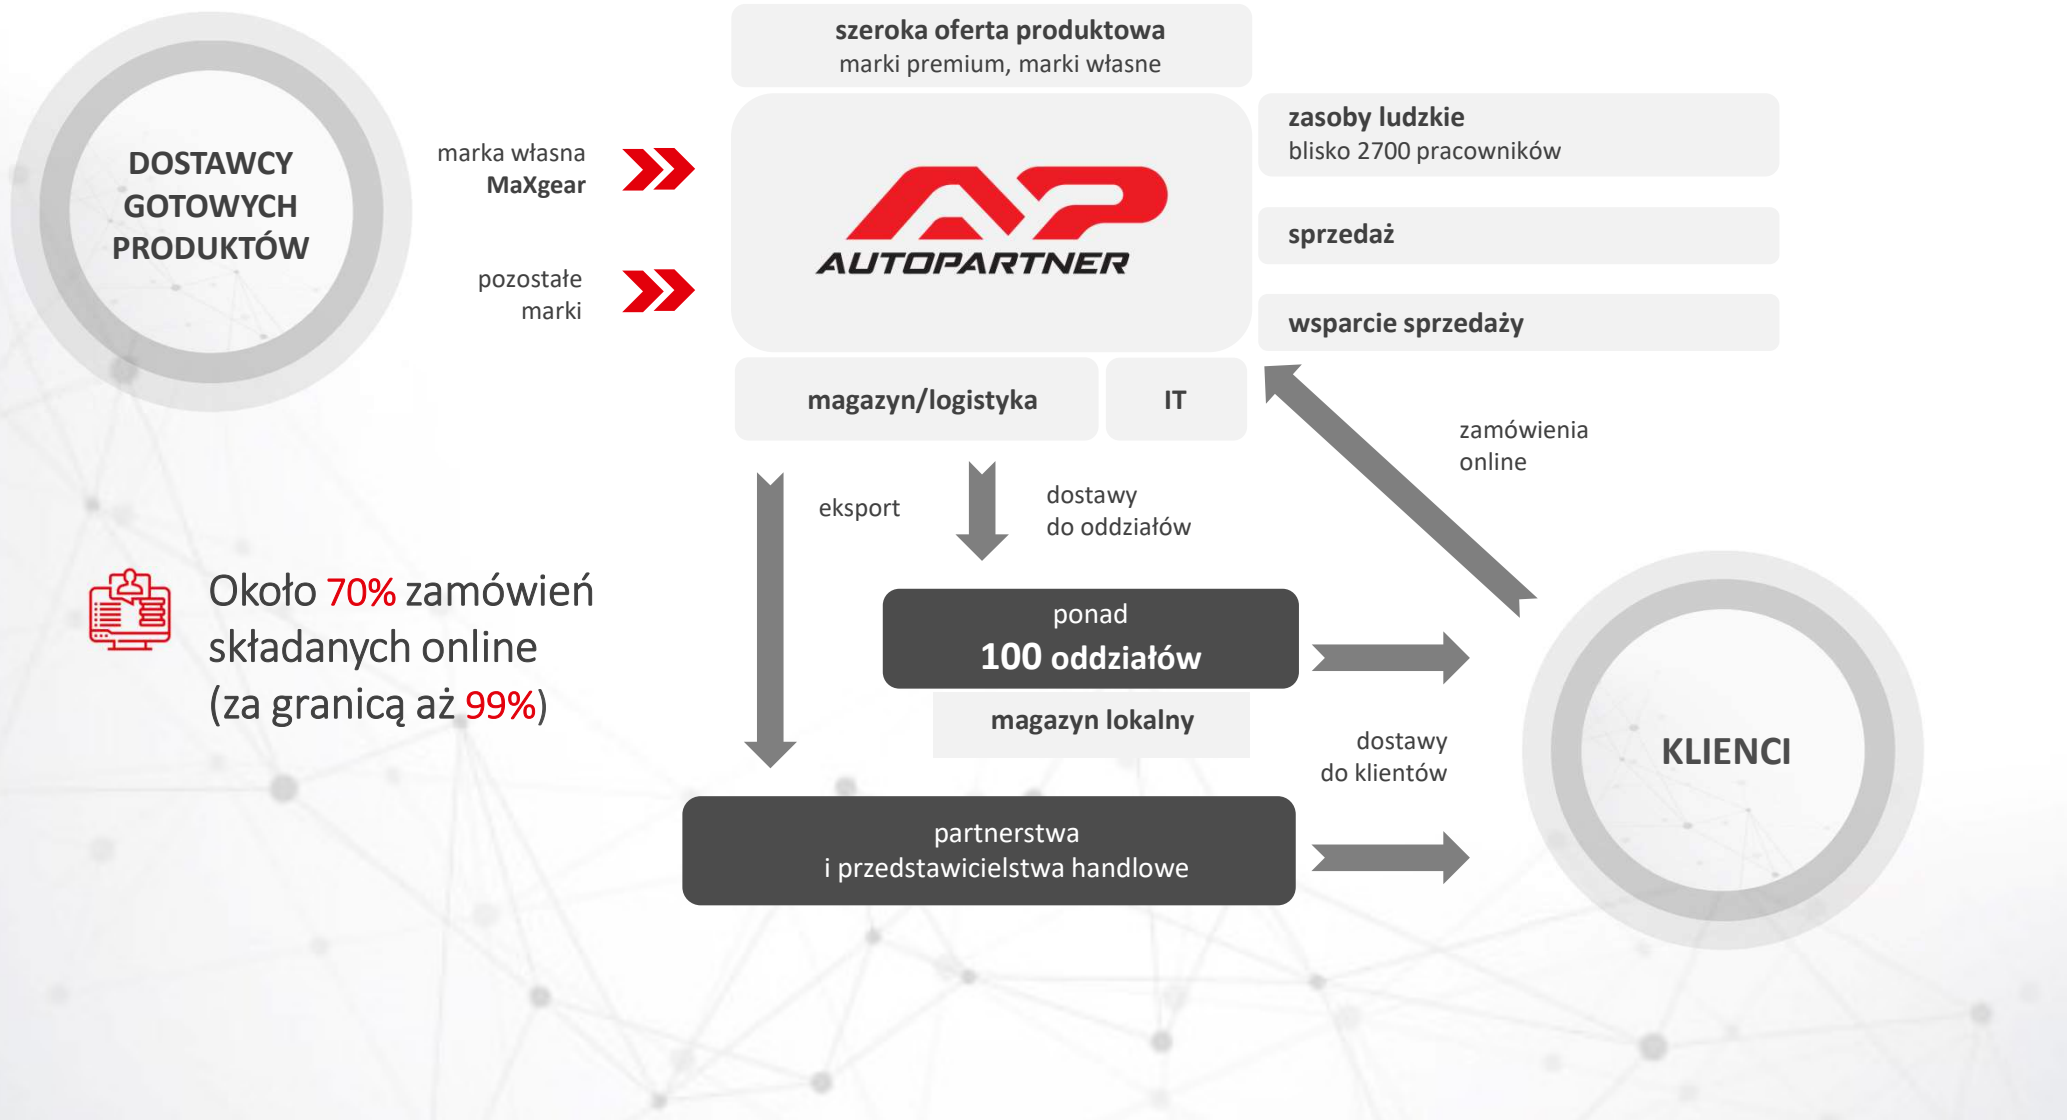 szeroka oferta produktowa
marki premium, marki własne
DOSTAWCY
GOTOWYCH
PRODUKTÓW
marka własna
MaXgear
pozostałe
marki
AUTOPARTNER
zasoby ludzkie
blisko 2700 pracowników
sprzedaż
wsparcie sprzedaży
magazyn/logistyka
IT
zamówienia
online
eksport
dostawy
do oddziałów
Około 70% zamówień
składanych online
(za granicą aż 99%)
ponad
100 oddziałów
magazyn lokalny
dostawy
do klientów
KLIENCI
partnerstwa
i przedstawicielstwa handlowe